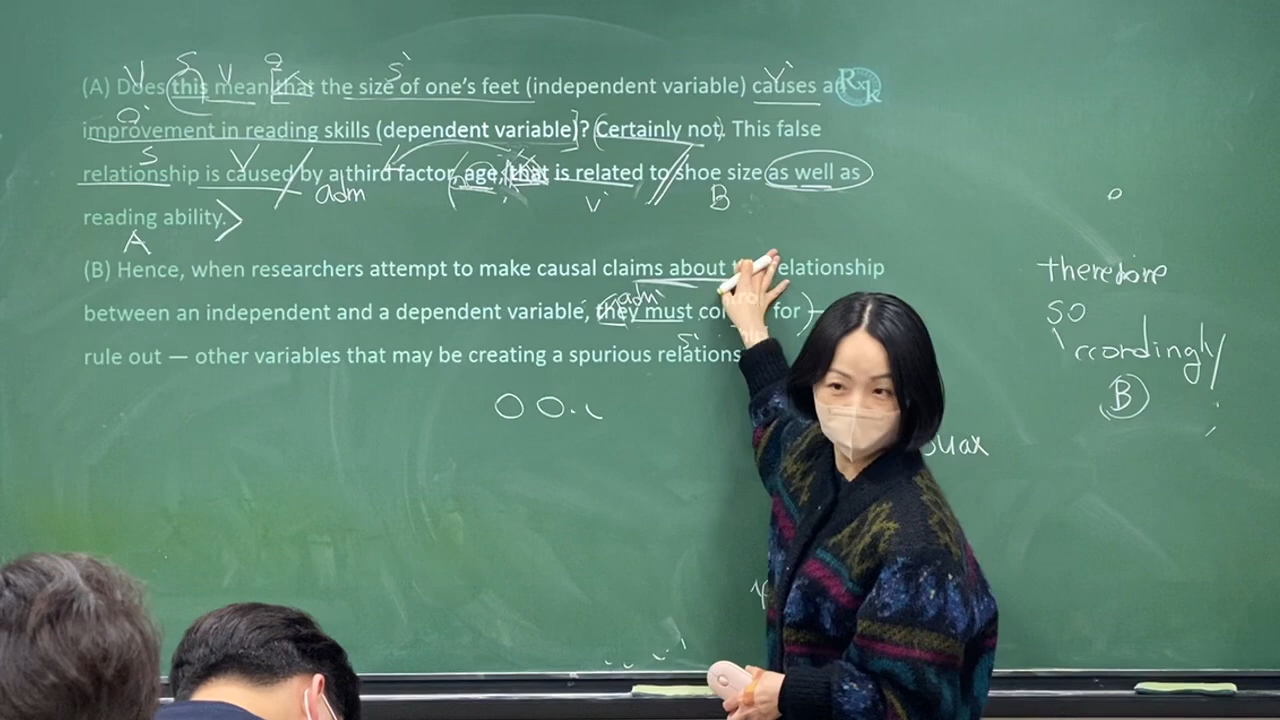 V S V o s' v'
(A) Does this mean that the size of one's feet (independent variable) causes an
Rxk
o'
improvement in reading skills (dependent variable)? Certainly not. This false
S V
relationship is caused by a third factor, age, that is related to shoe size as well as
adm v' B
reading ability.
A
(B) Hence, when researchers attempt to make causal claims about relationship
adm
between an independent and a dependent variable, they must for —
s'
rule out — other variables that may be creating a spurious
therefore
so
Accordingly
B